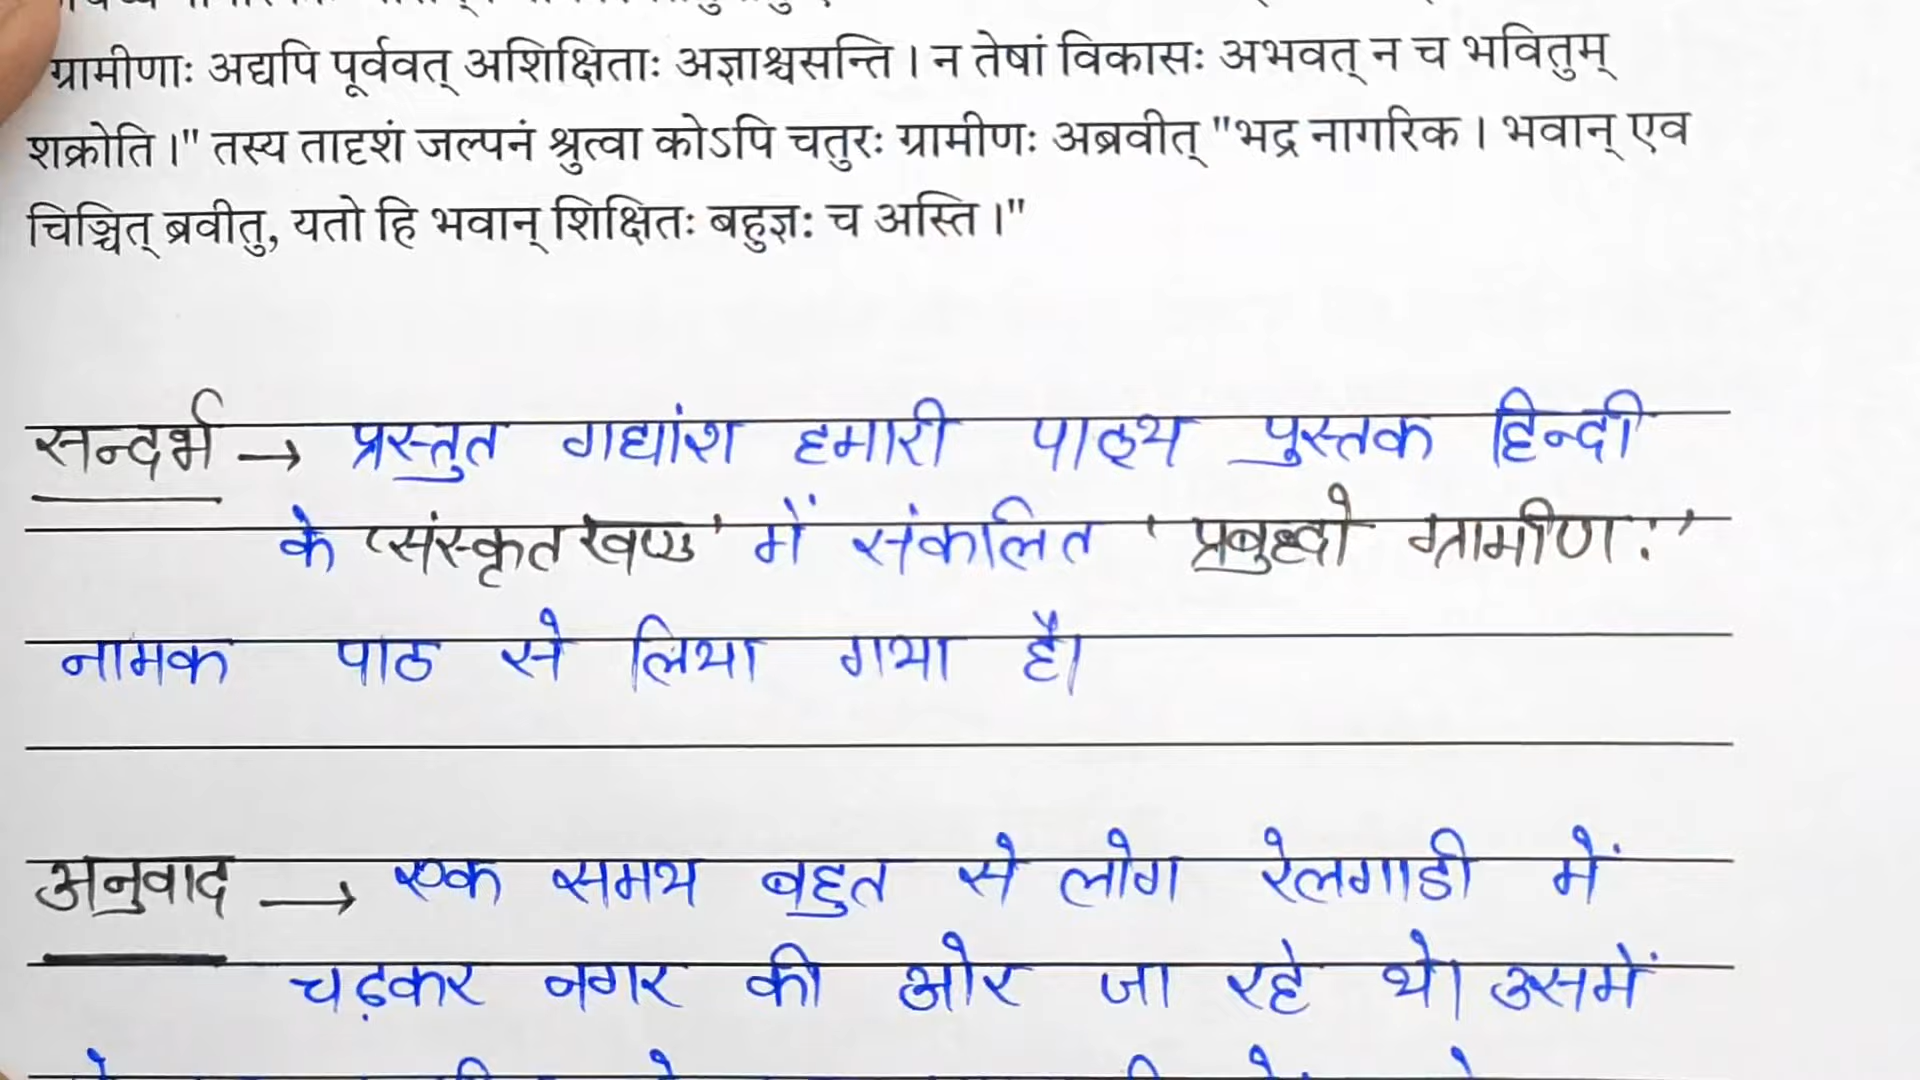 ग्रामीणाः अद्यपि पूर्ववत् अशिक्षिताः अज्ञाश्चसन्ति । न तेषां विकासः अभवत् न च भवितुम्
शक्रोति ।" तस्य तादृशं जल्पनं श्रुत्वा कोऽपि चतुरः ग्रामीणः अब्रवीत् "भद्र नागरिक । भवान् एव
चिञ्चित् ब्रवीतु, यतो हि भवान् शिक्षितः बहुज्ञः च अस्ति ।"
सन्दर्भ → प्रस्तुत गद्यांश हमारी पाठ्य पुस्तक हिन्दी
के 'संस्कृत खण्ड' में संकलित 'प्रबुद्धो ग्रामीणः'
नामक पाठ से लिया गया है।
अनुवाद → एक समय बहुत से लोग रेलगाडी में
चढ़कर नगर की ओर जा रहे थे। उसमें